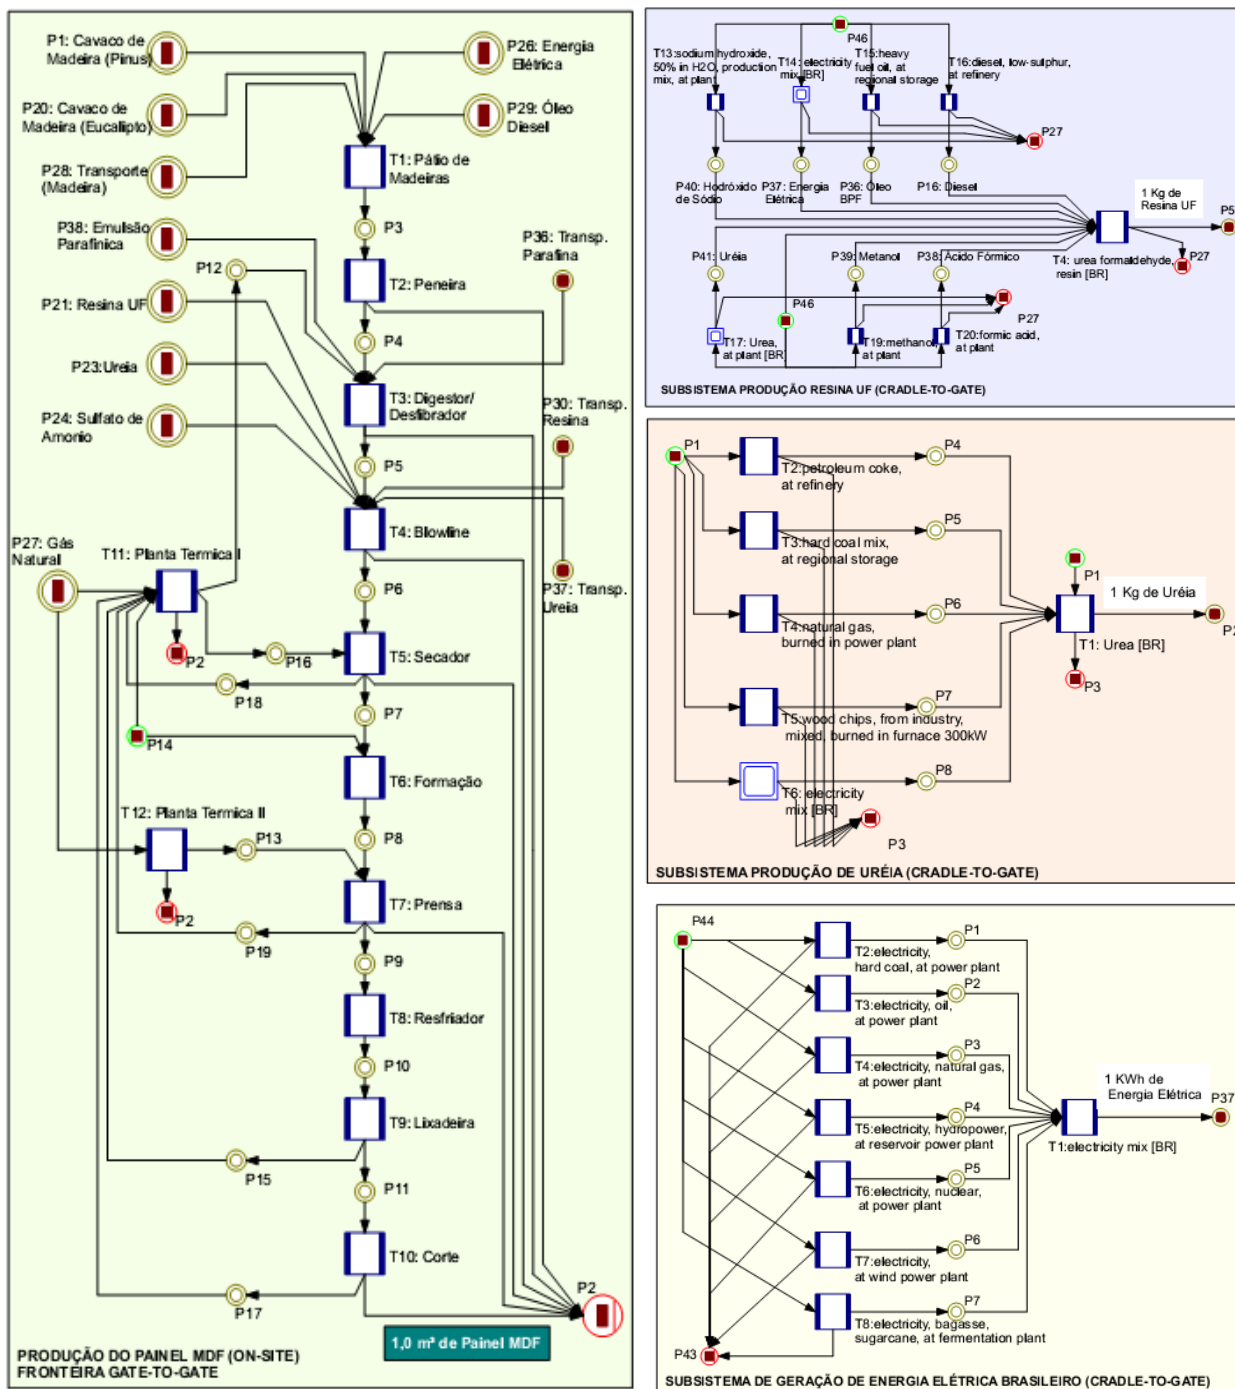 P1: Cavaco de
Madeira (Pinus)
P26: Energia
Elétrica
P20: Cavaco de
Madeira (Eucalipto)
P29: Óleo
Diesel
P28: Transporte
(Madeira)
T1: Pátio de
Madeiras
P38: Emulsão
Parafínica
P3
P36: Transp.
Parafina
P12
T2: Peneira
P21: Resina UF
P4
P23:Ureia
T3: Digestor/
Desfibrador
P30: Transp.
Resina
P24: Sulfato de
Amonio
P5
T4: Blowline
P27: Gás
Natural
T11: Planta Termica I
P37: Transp.
Ureia
P6
P2
P16
T5: Secador
P18
P7
P14
T6: Formação
T12: Planta Termica II
P13
P8
T7: Prensa
P2
P19
P9
T8: Resfriador
P10
T9: Lixadeira
P15
P11
T10: Corte
P2
P17
1,0 m³ de Painel MDF
PRODUÇÃO DO PAINEL MDF (ON-SITE)
FRONTEIRA GATE-TO-GATE
P46
T13:sodium hydroxide,
50% in H2O, production
mix, at plant
T14: electricity
mix [BR]
T15:heavy
fuel oil, at
regional storage
T16:diesel, low-sulphur,
at refinery
P27
P40: Hodróxido
de Sódio
P37: Energia
Elétrica
P36: Óleo
BPF
P16: Diesel
1 Kg de
Resina UF
P5
P41: Uréia
P39: Metanol
P38: Ácido Fórmico
T4: urea formaldehyde,
resin [BR]
P27
P46
P27
T17: Urea,
at plant [BR]
T19:methanol,
at plant
T20:formic acid,
at plant
SUBSISTEMA PRODUÇÃO RESINA UF (CRADLE-TO-GATE)
P1
P4
T2:petroleum coke,
at refinery
P5
T3:hard coal mix,
at regional storage
P1
1 Kg de Uréia
P6
T4:natural gas,
burned in power plant
P2
T1: Urea [BR]
P3
P7
T5:wood chips, from industry,
mixed, burned in furnace 300kW
P8
T6: electricity
mix [BR]
P3
SUBSISTEMA PRODUÇÃO DE URÉIA (CRADLE-TO-GATE)
P44
P1
T2:electricity,
hard coal, at power plant
P2
T3:electricity, oil,
at power plant
P3
T4:electricity, natural gas,
at power plant
1 KWh de
Energia Elétrica
P37
P4
T5:electricity, hydropower,
at reservoir power plant
T1:electricity mix [BR]
P5
T6:electricity, nuclear,
at power plant
P6
T7:electricity,
at wind power plant
P7
T8:electricity, bagasse,
sugarcane, at fermentation plant
P43
SUBSISTEMA DE GERAÇÃO DE ENERGIA ELÉTRICA BRASILEIRO (CRADLE-TO-GATE)